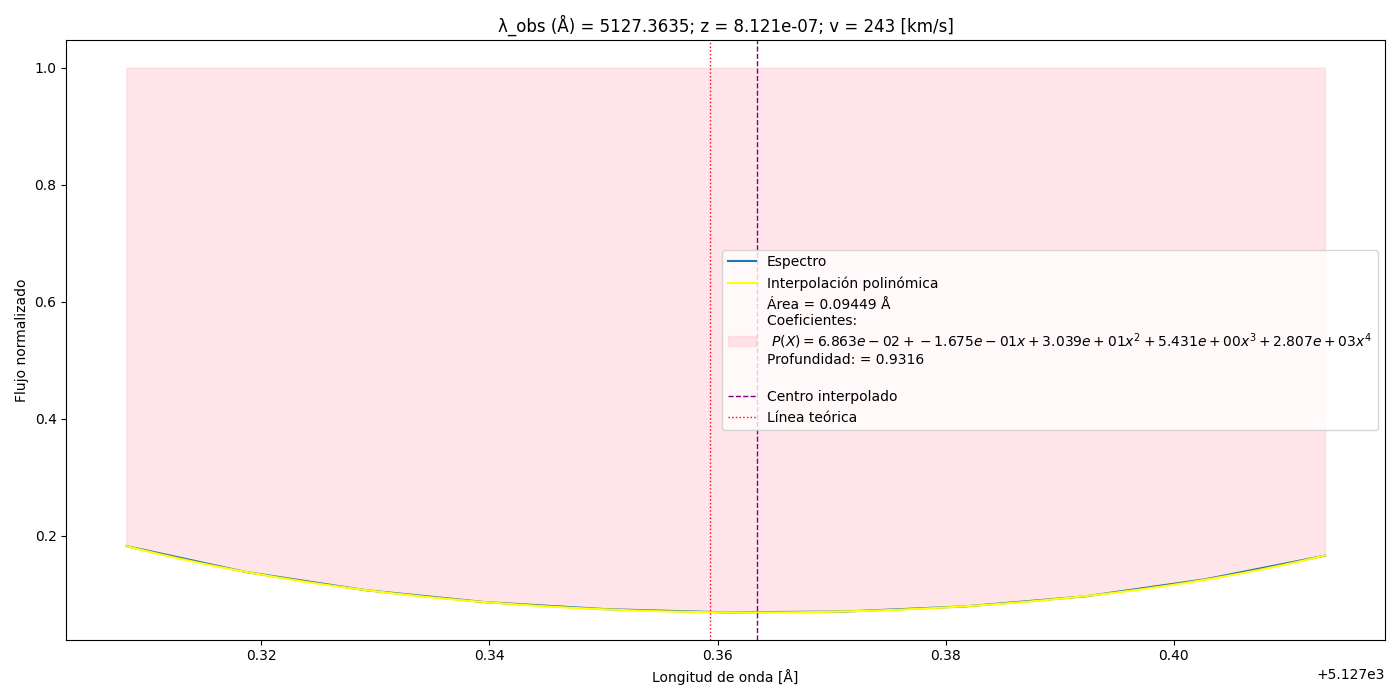 λ_obs (Å) = 5127.3635; z = 8.121e-07; v = 243 [km/s]
Flujo normalizado
1.0
0.8
0.6
0.4
0.2
Espectro
Interpolación polinómica
Área = 0.09449 Å
Coeficientes:
P(X) = 6.863e − 02 + −1.675e − 01x + 3.039e + 01x² + 5.431e + 00x³ + 2.807e + 03x⁴
Profundidad: = 0.9316
Centro interpolado
Línea teórica
0.32 0.34 0.36 0.38 0.40
Longitud de onda [Å]
+5.127e3